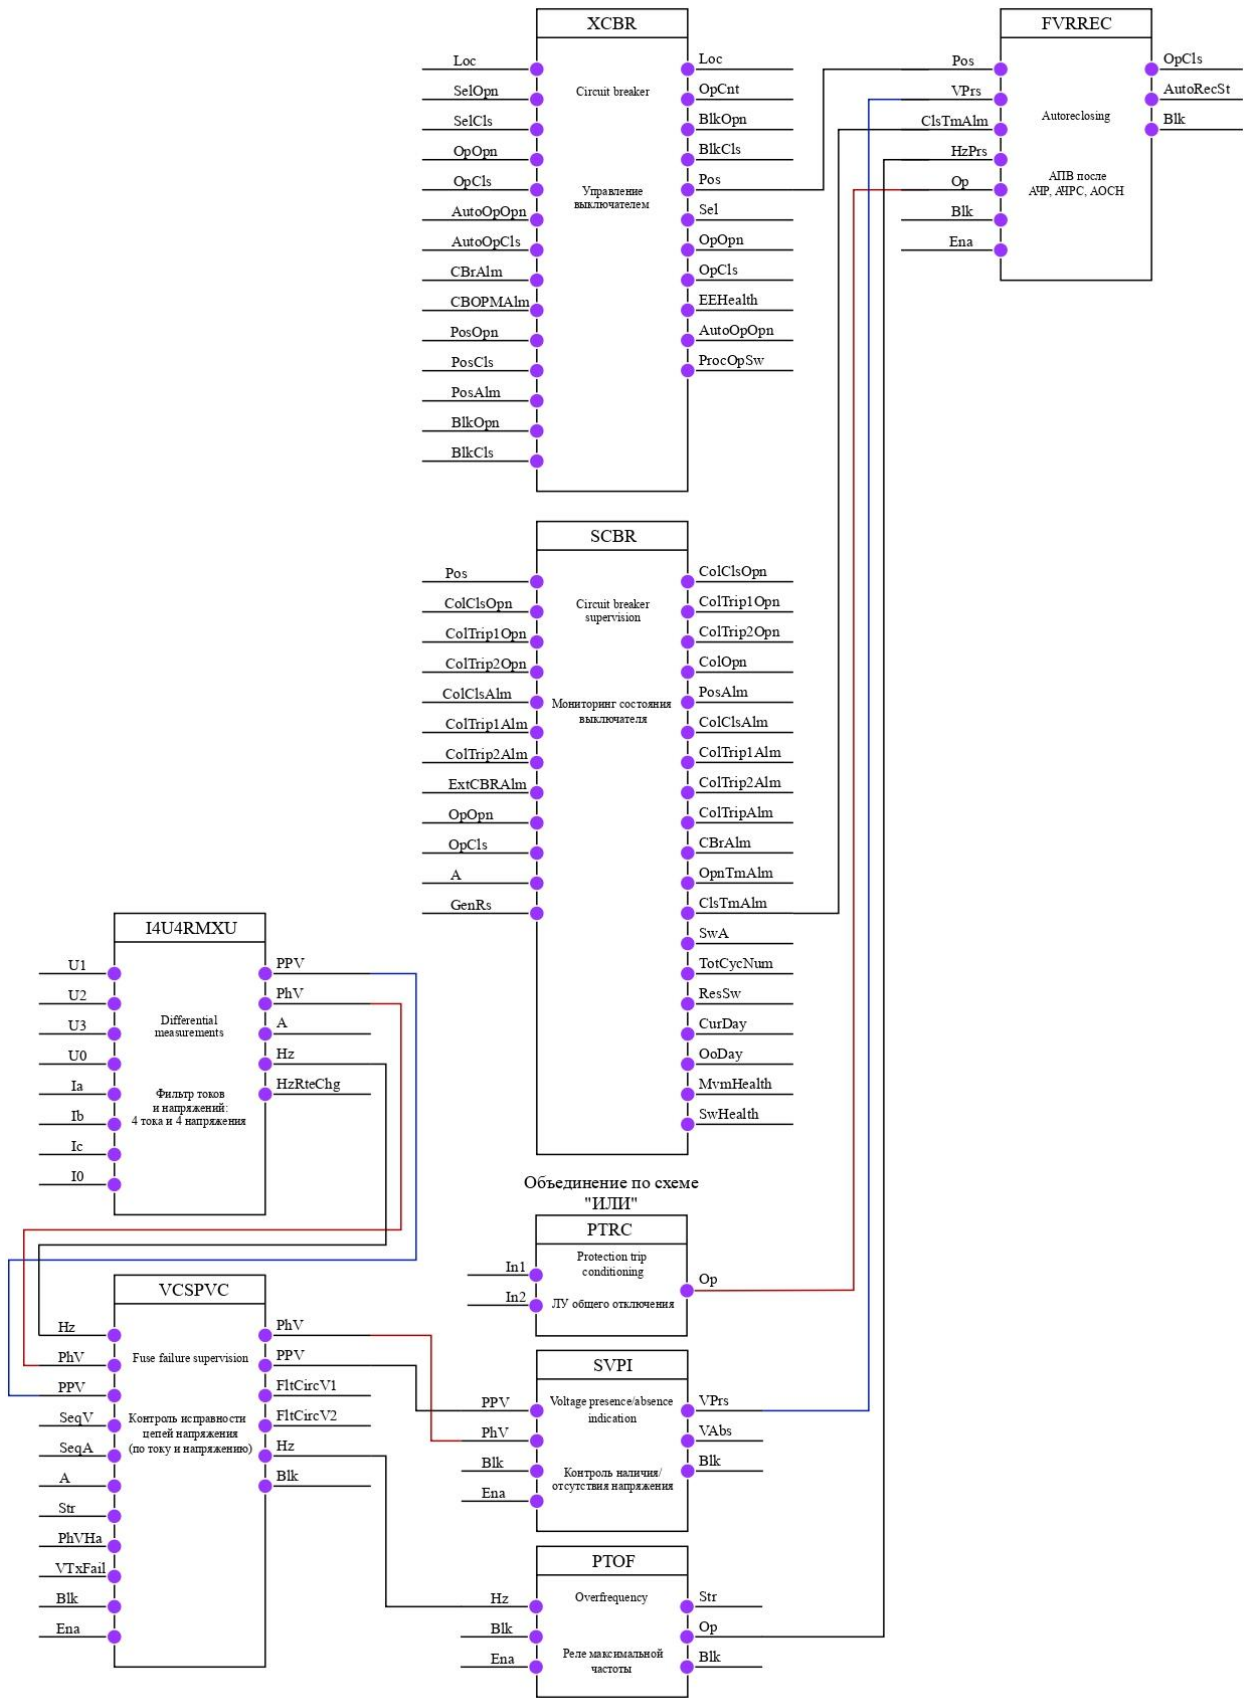 XCBR
Loc
SelOpn
SelCls
OpOpn
OpCls
AutoOpOpn
AutoOpCls
CBrAlm
CBOPMAlm
PosOpn
PosCls
PosAlm
BlkOpn
BlkCls
Circuit breaker
Управление
выключателем
Loc
OpCnt
BlkOpn
BlkCls
Pos
Sel
OpOpn
OpCls
EEHealth
AutoOpOpn
ProcOpSw
FVRREC
Pos
VPrs
ClsTmAlm
HzPrs
Op
Blk
Ena
Autoreclosing
АПВ после
АЧР, АЧРС, АОСН
OpCls
AutoRecSt
Blk
SCBR
Pos
ColClsOpn
ColTrip1Opn
ColTrip2Opn
ColClsAlm
ColTrip1Alm
ColTrip2Alm
ExtCBRAlm
OpOpn
OpCls
A
GenRs
Circuit breaker
supervision
Мониторинг состояния
выключателя
ColClsOpn
ColTrip1Opn
ColTrip2Opn
ColOpn
PosAlm
ColClsAlm
ColTrip1Alm
ColTrip2Alm
ColTripAlm
CBrAlm
OpnTmAlm
ClsTmAlm
SwA
TotCycNum
ResSw
CurDay
OoDay
MvmHealth
SwHealth
I4U4RMXU
U1
U2
U3
U0
Ia
Ib
Ic
I0
Differential
measurements
Фильтр токов
и напряжений:
4 тока и 4 напряжения
PPV
PhV
A
Hz
HzRteChg
Объединение по схеме
"ИЛИ"
PTRC
In1
In2
Protection trip
conditioning
ЛУ общего отключения
Op
VCSPVC
Hz
PhV
PPV
SeqV
SeqA
A
Str
PhVHa
VTxFail
Blk
Ena
Fuse failure supervision
Контроль исправности
цепей напряжения
(по току и напряжению)
PhV
PPV
FltCircV1
FltCircV2
Hz
Blk
SVPI
PPV
PhV
Blk
Ena
Voltage presence/absence
indication
Контроль наличия/
отсутствия напряжения
VPrs
VAbs
Blk
PTOF
Hz
Blk
Ena
Overfrequency
Реле максимальной
частоты
Str
Op
Blk